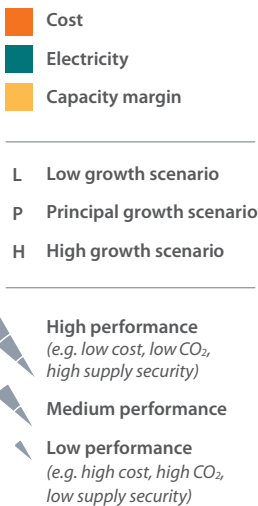 Cost
Electricity
Capacity margin
L Low growth scenario
P Principal growth scenario
H High growth scenario
High performance
(e.g. low cost, low CO₂,
high supply security)
Medium performance
Low performance
(e.g. high cost, high CO₂,
low supply security)